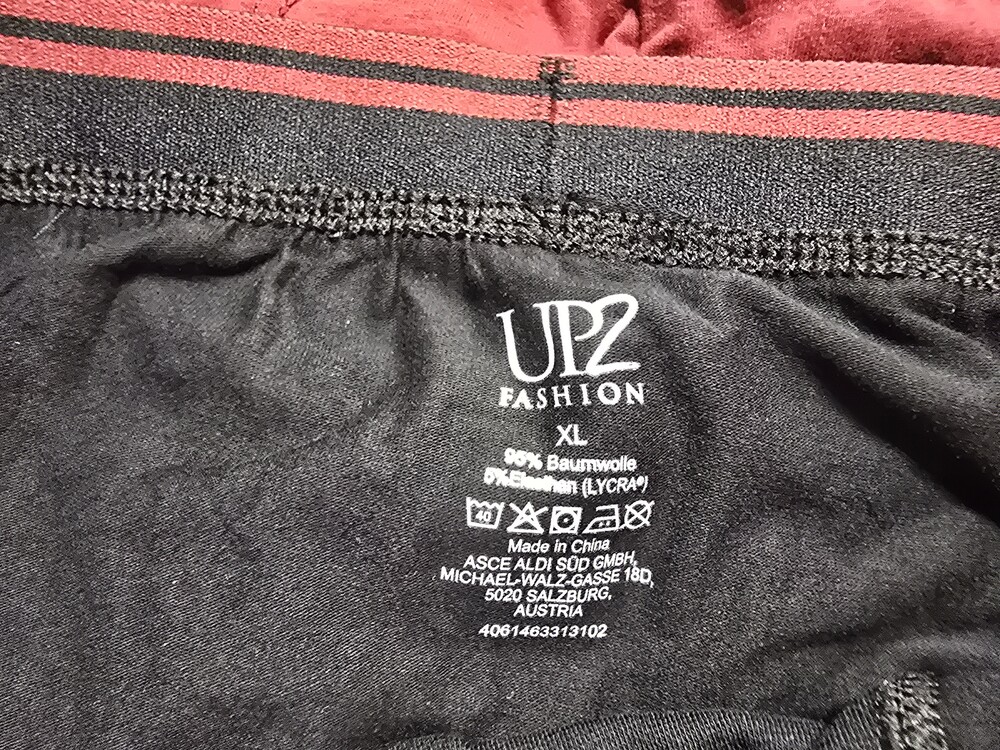 UP2
FASHION
XL
95% Baumwolle
5%Elasthan (LYCRA®)
40
Made in China
ASCE ALDI SÜD GMBH,
MICHAEL-WALZ-GASSE 18D,
5020 SALZBURG,
AUSTRIA
4061463313102